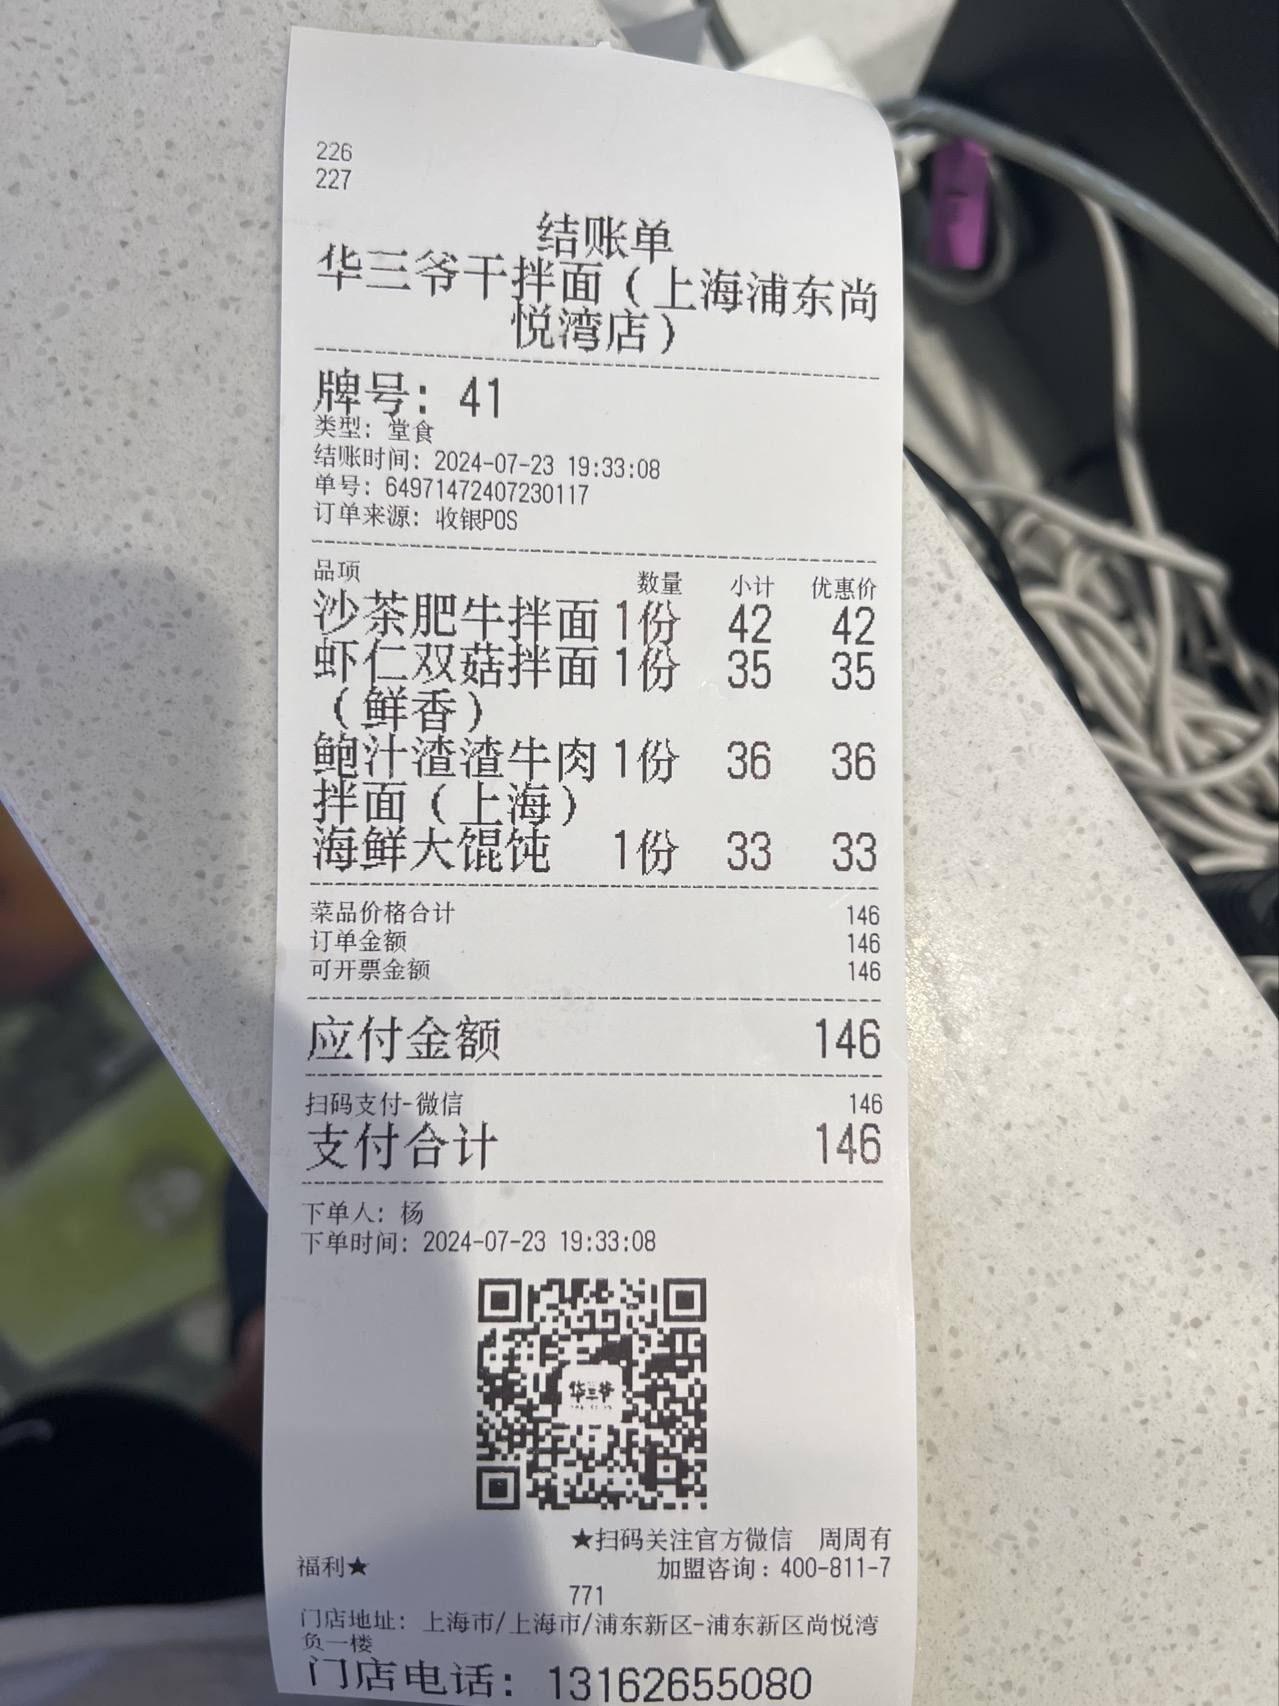 226
227
结账单
华三爷干拌面（上海浦东尚
悦湾店）
牌号：41
类型：堂食
结账时间：2024-07-23 19:33:08
单号：64971472407230117
订单来源：收银POS
品项 数量 小计 优惠价
沙茶肥牛拌面 1份 42 42
虾仁双菇拌面 1份 35 35
（鲜香）
鲍汁渣渣牛肉 1份 36 36
拌面（上海）
海鲜大馄饨 1份 33 33
菜品价格合计 146
订单金额 146
可开票金额 146
应付金额 146
扫码支付-微信 146
支付合计 146
下单人：杨
下单时间：2024-07-23 19:33:08
华三爷
★扫码关注官方微信 周周有
福利★ 加盟咨询：400-811-7
771
门店地址：上海市/上海市/浦东新区-浦东新区尚悦湾
负一楼
门店电话：13162655080